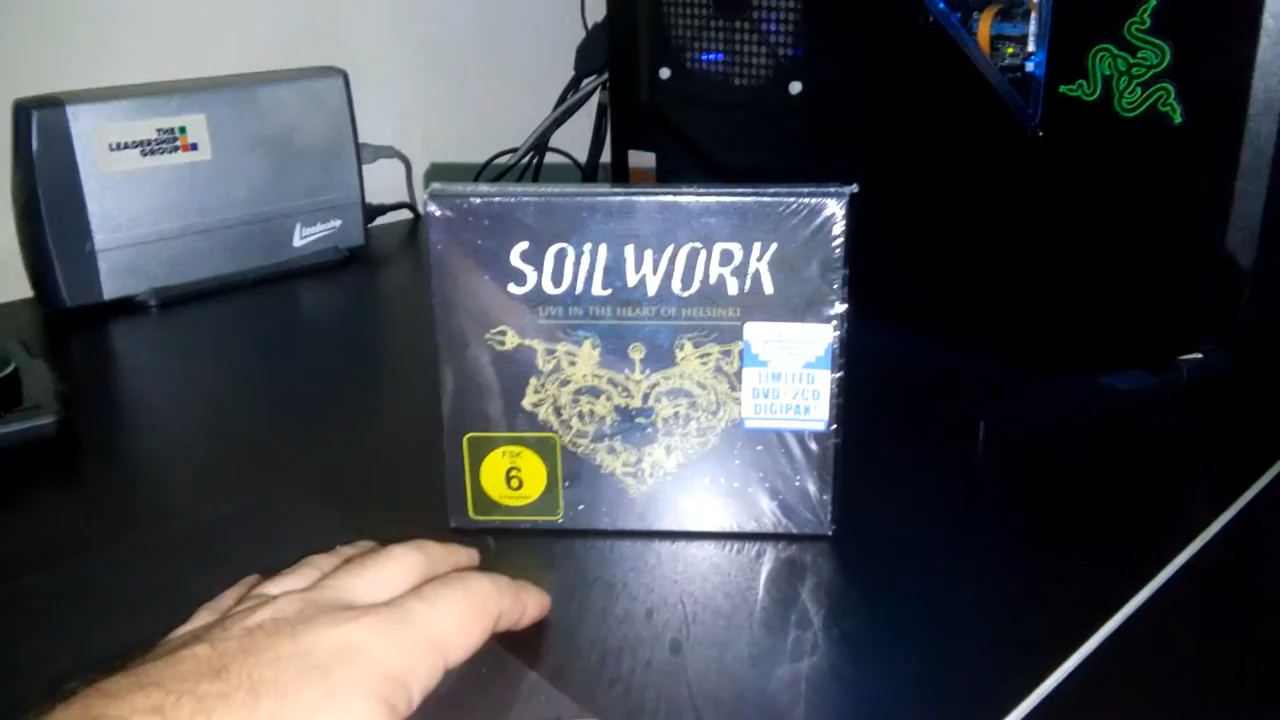 THE
LEADERSHIP
GROUP
Leadership
SOILWORK
LIVE IN THE HEART OF HELSINKI
LIMITED
DVD+2CD
DIGIPAK!
FSK
6